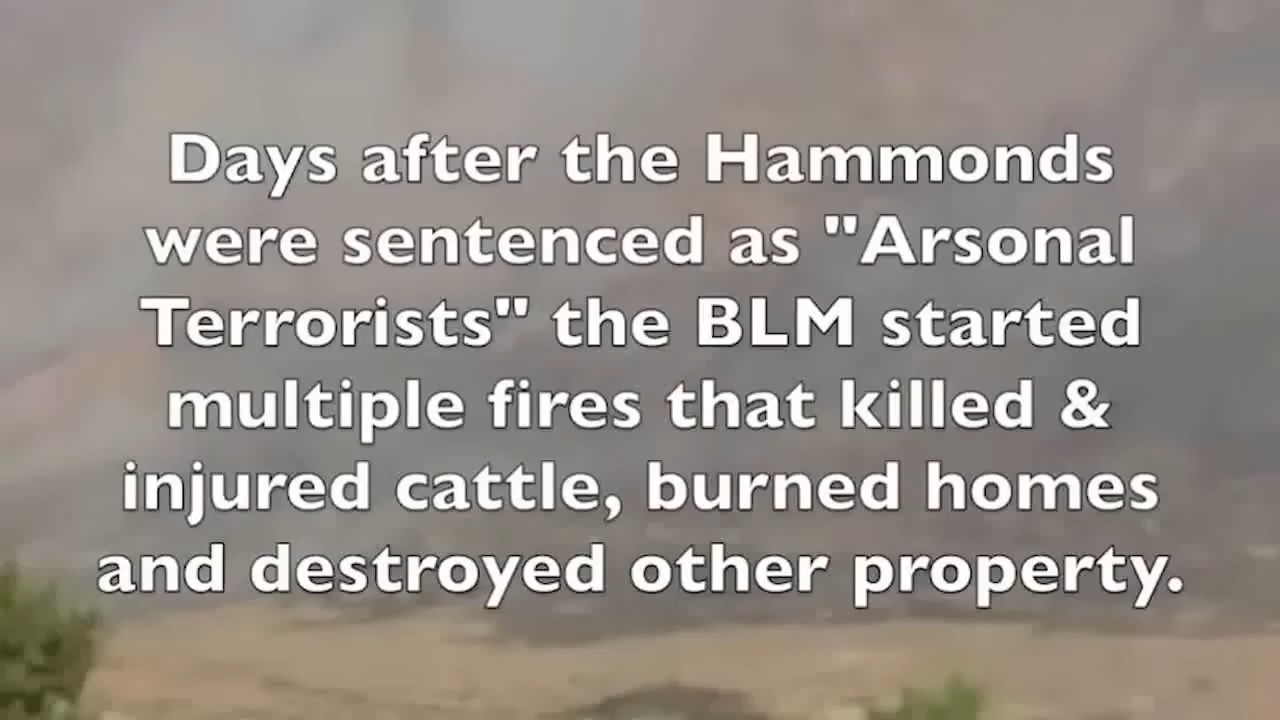 Days after the Hammonds
were sentenced as "Arsonal
Terrorists" the BLM started
multiple fires that killed &
injured cattle, burned homes
and destroyed other property.